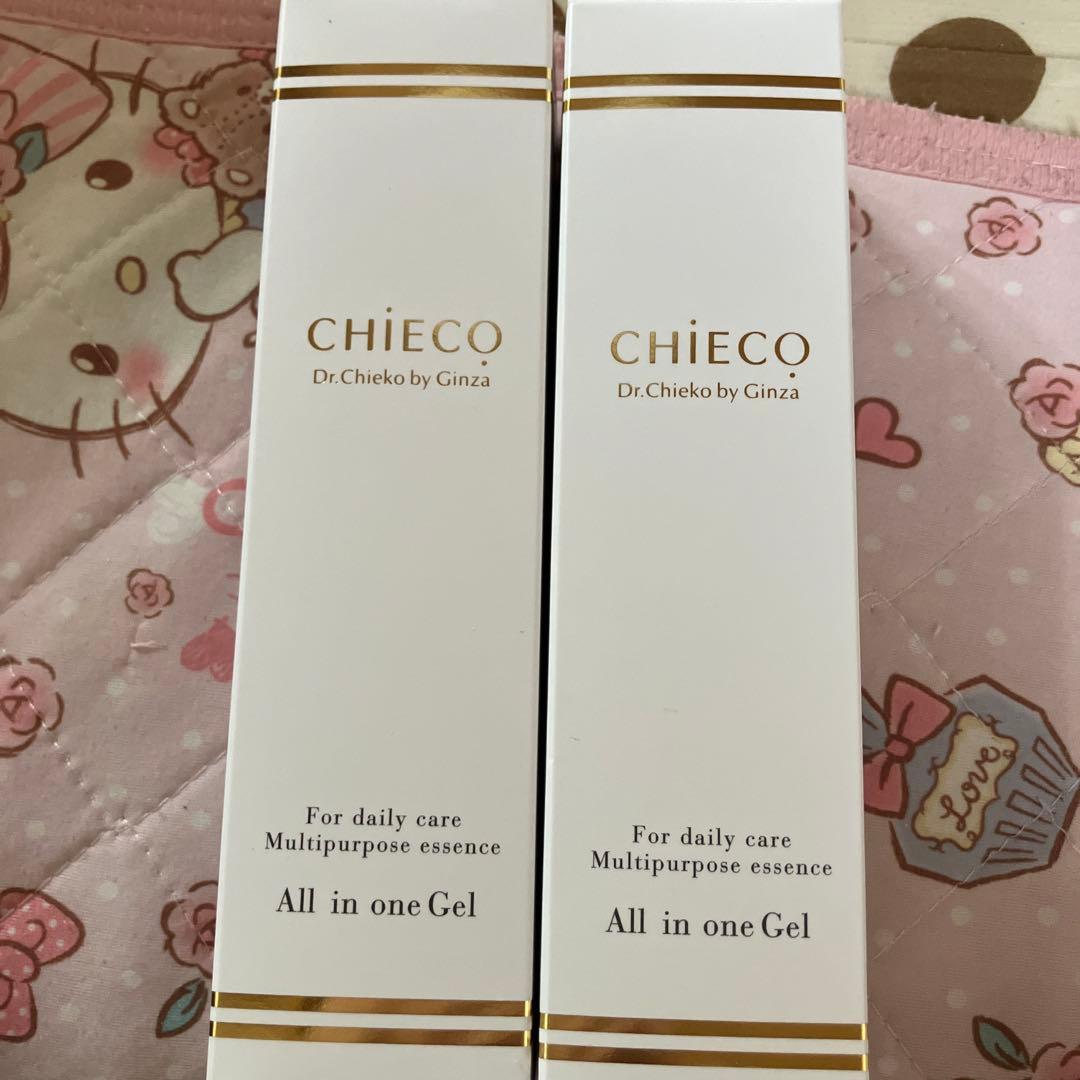 CHiECO
Dr.Chieko by Ginza
For daily care
Multipurpose essence
All in one Gel
CHiECO
Dr.Chieko by Ginza
For daily care
Multipurpose essence
All in one Gel
Love